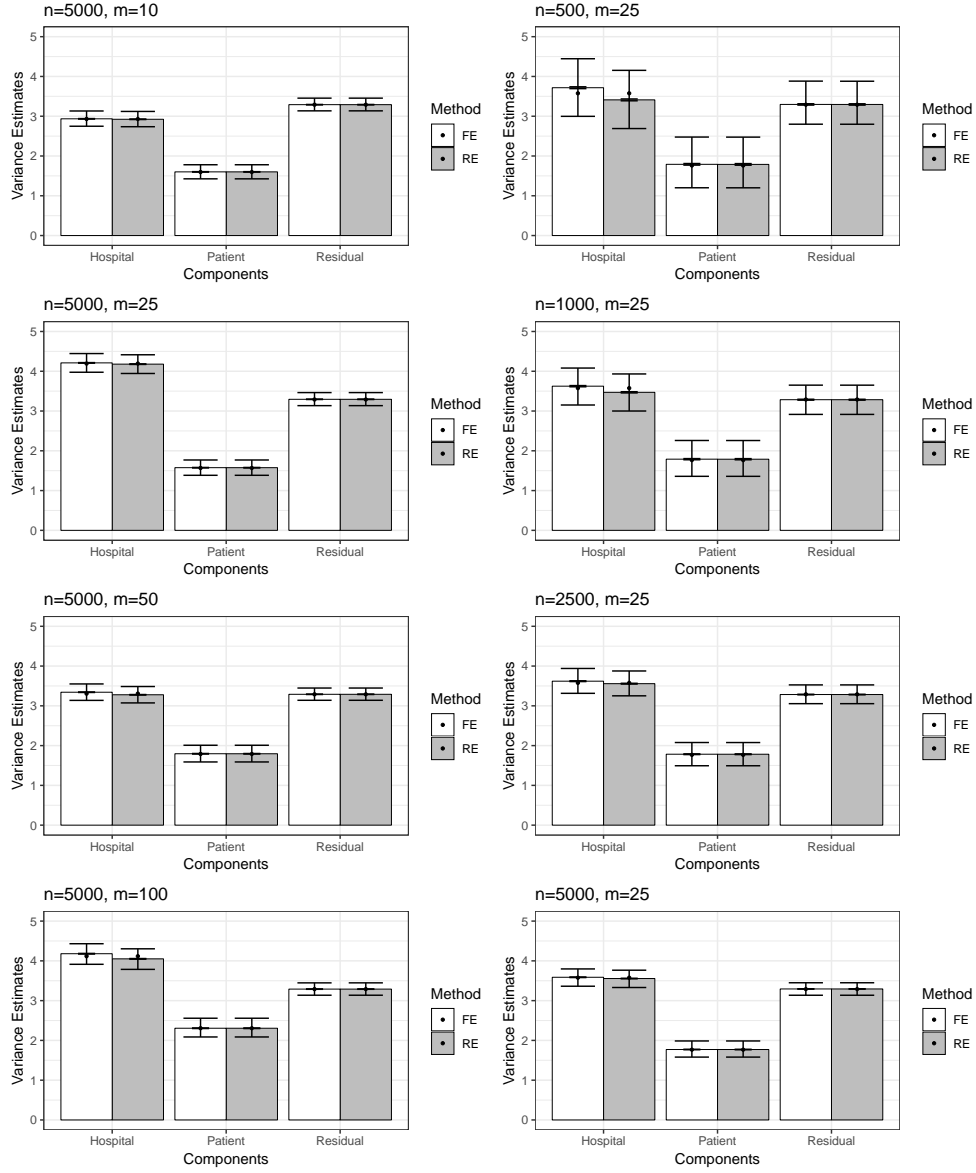 n=5000, m=10
Variance Estimates
5
4
3
2
1
0
Hospital Patient Residual
Components
Method
FE
RE
n=500, m=25
Variance Estimates
5
4
3
2
1
0
Hospital Patient Residual
Components
Method
FE
RE
n=5000, m=25
Variance Estimates
5
4
3
2
1
0
Hospital Patient Residual
Components
Method
FE
RE
n=1000, m=25
Variance Estimates
5
4
3
2
1
0
Hospital Patient Residual
Components
Method
FE
RE
n=5000, m=50
Variance Estimates
5
4
3
2
1
0
Hospital Patient Residual
Components
Method
FE
RE
n=2500, m=25
Variance Estimates
5
4
3
2
1
0
Hospital Patient Residual
Components
Method
FE
RE
n=5000, m=100
Variance Estimates
5
4
3
2
1
0
Hospital Patient Residual
Components
Method
FE
RE
n=5000, m=25
Variance Estimates
5
4
3
2
1
0
Hospital Patient Residual
Components
Method
FE
RE